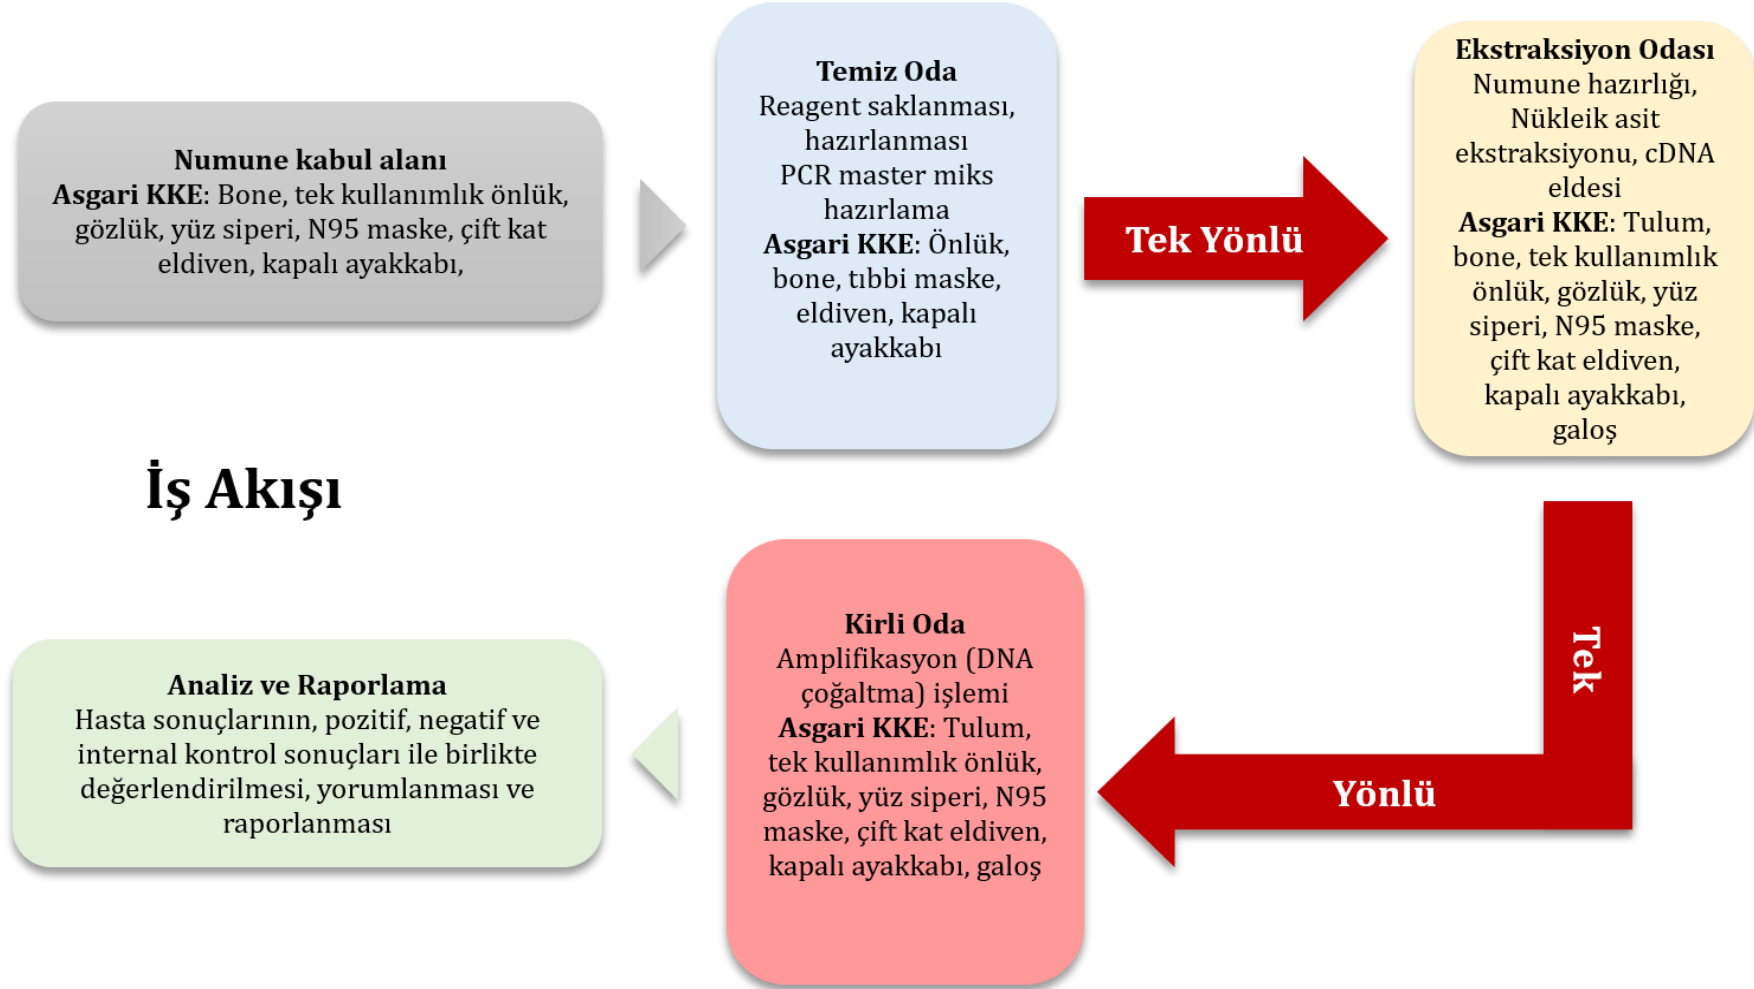 Numune kabul alanı
Asgari KKE: Bone, tek kullanımlık önlük,
gözlük, yüz siperi, N95 maske, çift kat
eldiven, kapalı ayakkabı,
Temiz Oda
Reagent saklanması,
hazırlanması
PCR master miks
hazırlama
Asgari KKE: Önlük,
bone, tıbbi maske,
eldiven, kapalı
ayakkabı
Tek Yönlü
Ekstraksiyon Odası
Numune hazırlığı,
Nükleik asit
ekstraksiyonu, cDNA
eldesi
Asgari KKE: Tulum,
bone, tek kullanımlık
önlük, gözlük, yüz
siperi, N95 maske,
çift kat eldiven,
kapalı ayakkabı,
galoş
İş Akışı
Tek
Yönlü
Kirli Oda
Amplifikasyon (DNA
çoğaltma) işlemi
Asgari KKE: Tulum,
tek kullanımlık önlük,
gözlük, yüz siperi, N95
maske, çift kat eldiven,
kapalı ayakkabı, galoş
Analiz ve Raporlama
Hasta sonuçlarının, pozitif, negatif ve
internal kontrol sonuçları ile birlikte
değerlendirilmesi, yorumlanması ve
raporlanması